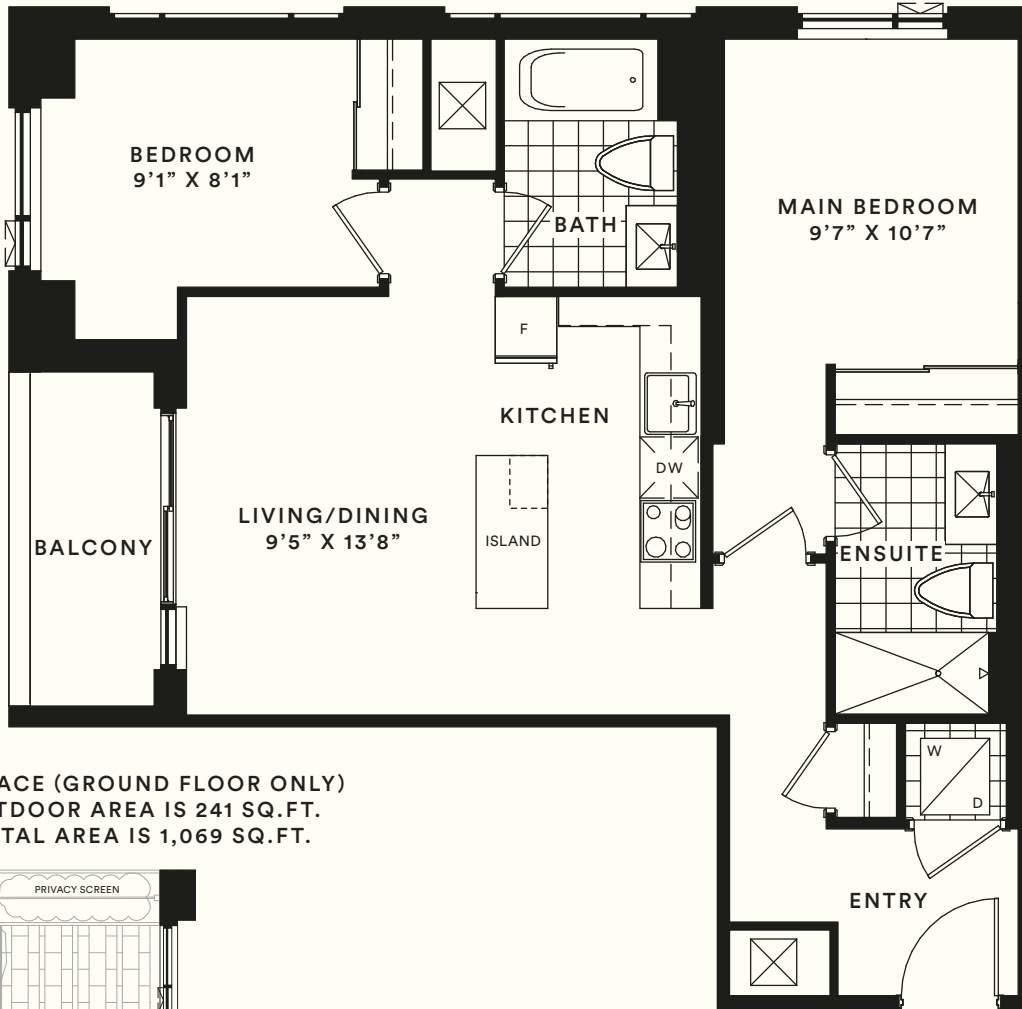 BEDROOM
9’1” X 8’1”
BATH
MAIN BEDROOM
9’7” X 10’7”
F
KITCHEN
DW
LIVING/DINING
9’5” X 13’8”
ISLAND
BALCONY
ENSUITE
W
D
ACE (GROUND FLOOR ONLY)
TDOOR AREA IS 241 SQ.FT.
TAL AREA IS 1,069 SQ.FT.
PRIVACY SCREEN
ENTRY